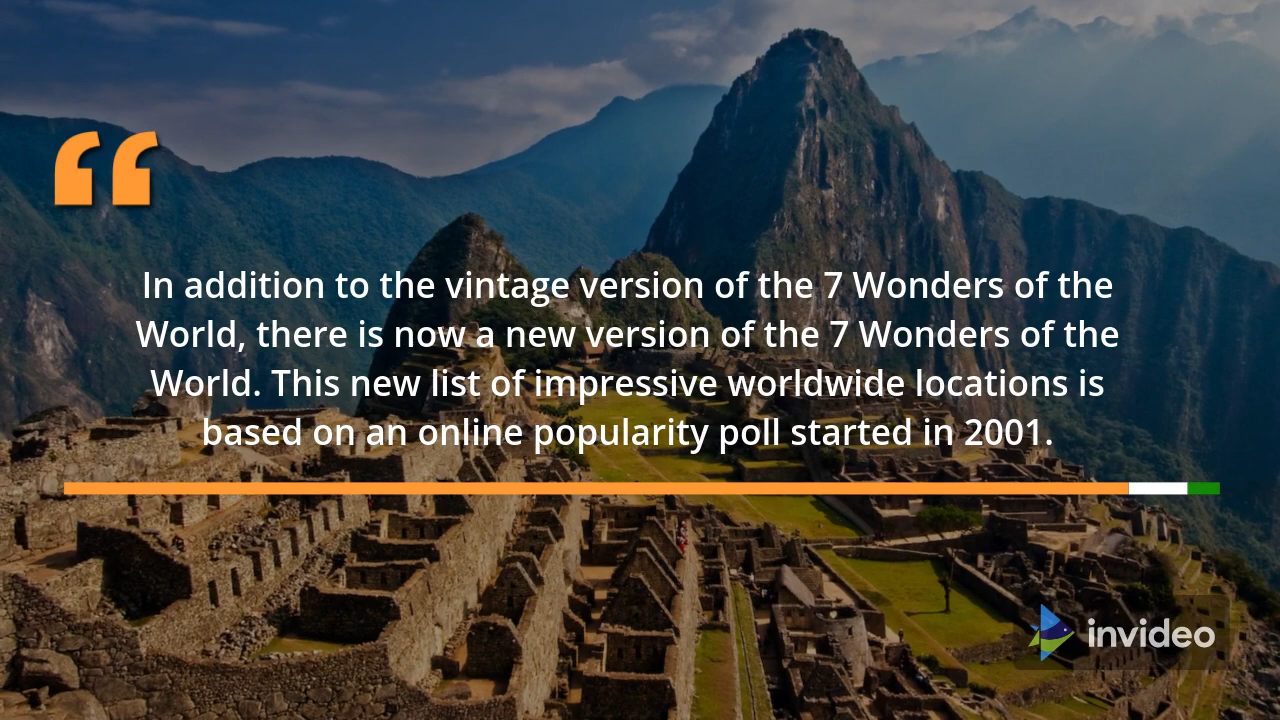 “
In addition to the vintage version of the 7 Wonders of the
World, there is now a new version of the 7 Wonders of the
World. This new list of impressive worldwide locations is
based on an online popularity poll started in 2001.
invideo